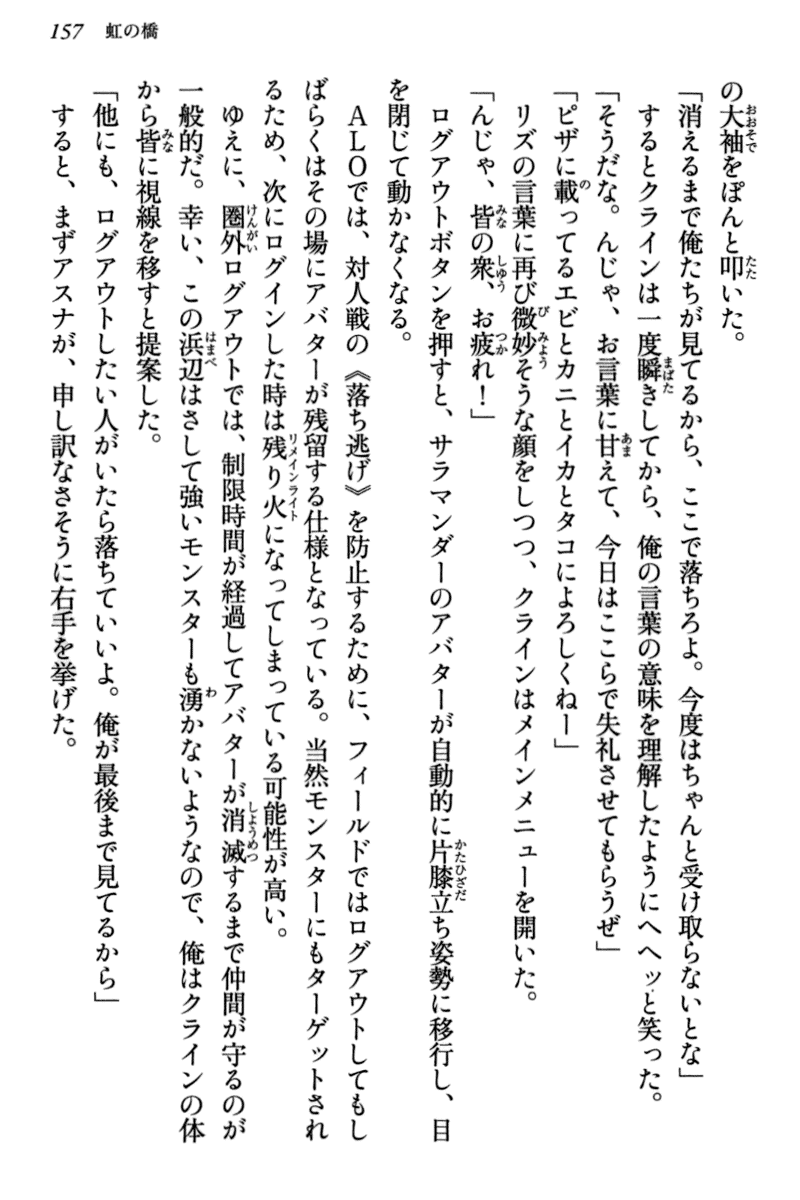 157 虹の橋
の大袖をぽんと叩いた。
「消えるまで俺たちが見てるから、ここで落ちろよ。今度はちゃんと受け取らないとな」
するとクラインは一度瞬きしてから、俺の言葉の意味を理解したようにへヘッと笑った。
「そうだな。んじゃ、お言葉に甘えて、今日はここらで失礼させてもらうぜ」
「ピザに載ってるエビとカニとイカとタコによろしくねー」
リズの言葉に再び微妙そうな顔をしつつ、クラインはメインメニューを開いた。
「んじゃ、皆の衆、お疲れ！」
ログアウトボタンを押すと、サラマンダーのアバターが自動的に片膝立ち姿勢に移行し、目
を閉じて動かなくなる。
ALOでは、対人戦の《落ち逃げ》を防止するために、フィールドではログアウトしてもし
ばらくはその場にアバターが残留する仕様となっている。当然モンスターにもターゲットされ
るため、次にログインした時は残り火になってしまっている可能性が高い。
ゆえに、圏外ログアウトでは、制限時間が経過してアバターが消滅するまで仲間が守るのが
一般的だ。幸い、この浜辺はさして強いモンスターも湧かないようなので、俺はクラインの体
から皆に視線を移すと提案した。
「他にも、ログアウトしたい人がいたら落ちていいよ。俺が最後まで見てるから」
すると、まずアスナが、申し訳なさそうに右手を挙げた。